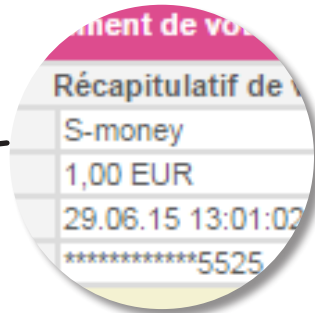 ment de vo
Récapitulatif de
S-money
1,00 EUR
29.06.15 13:01:02
************5525